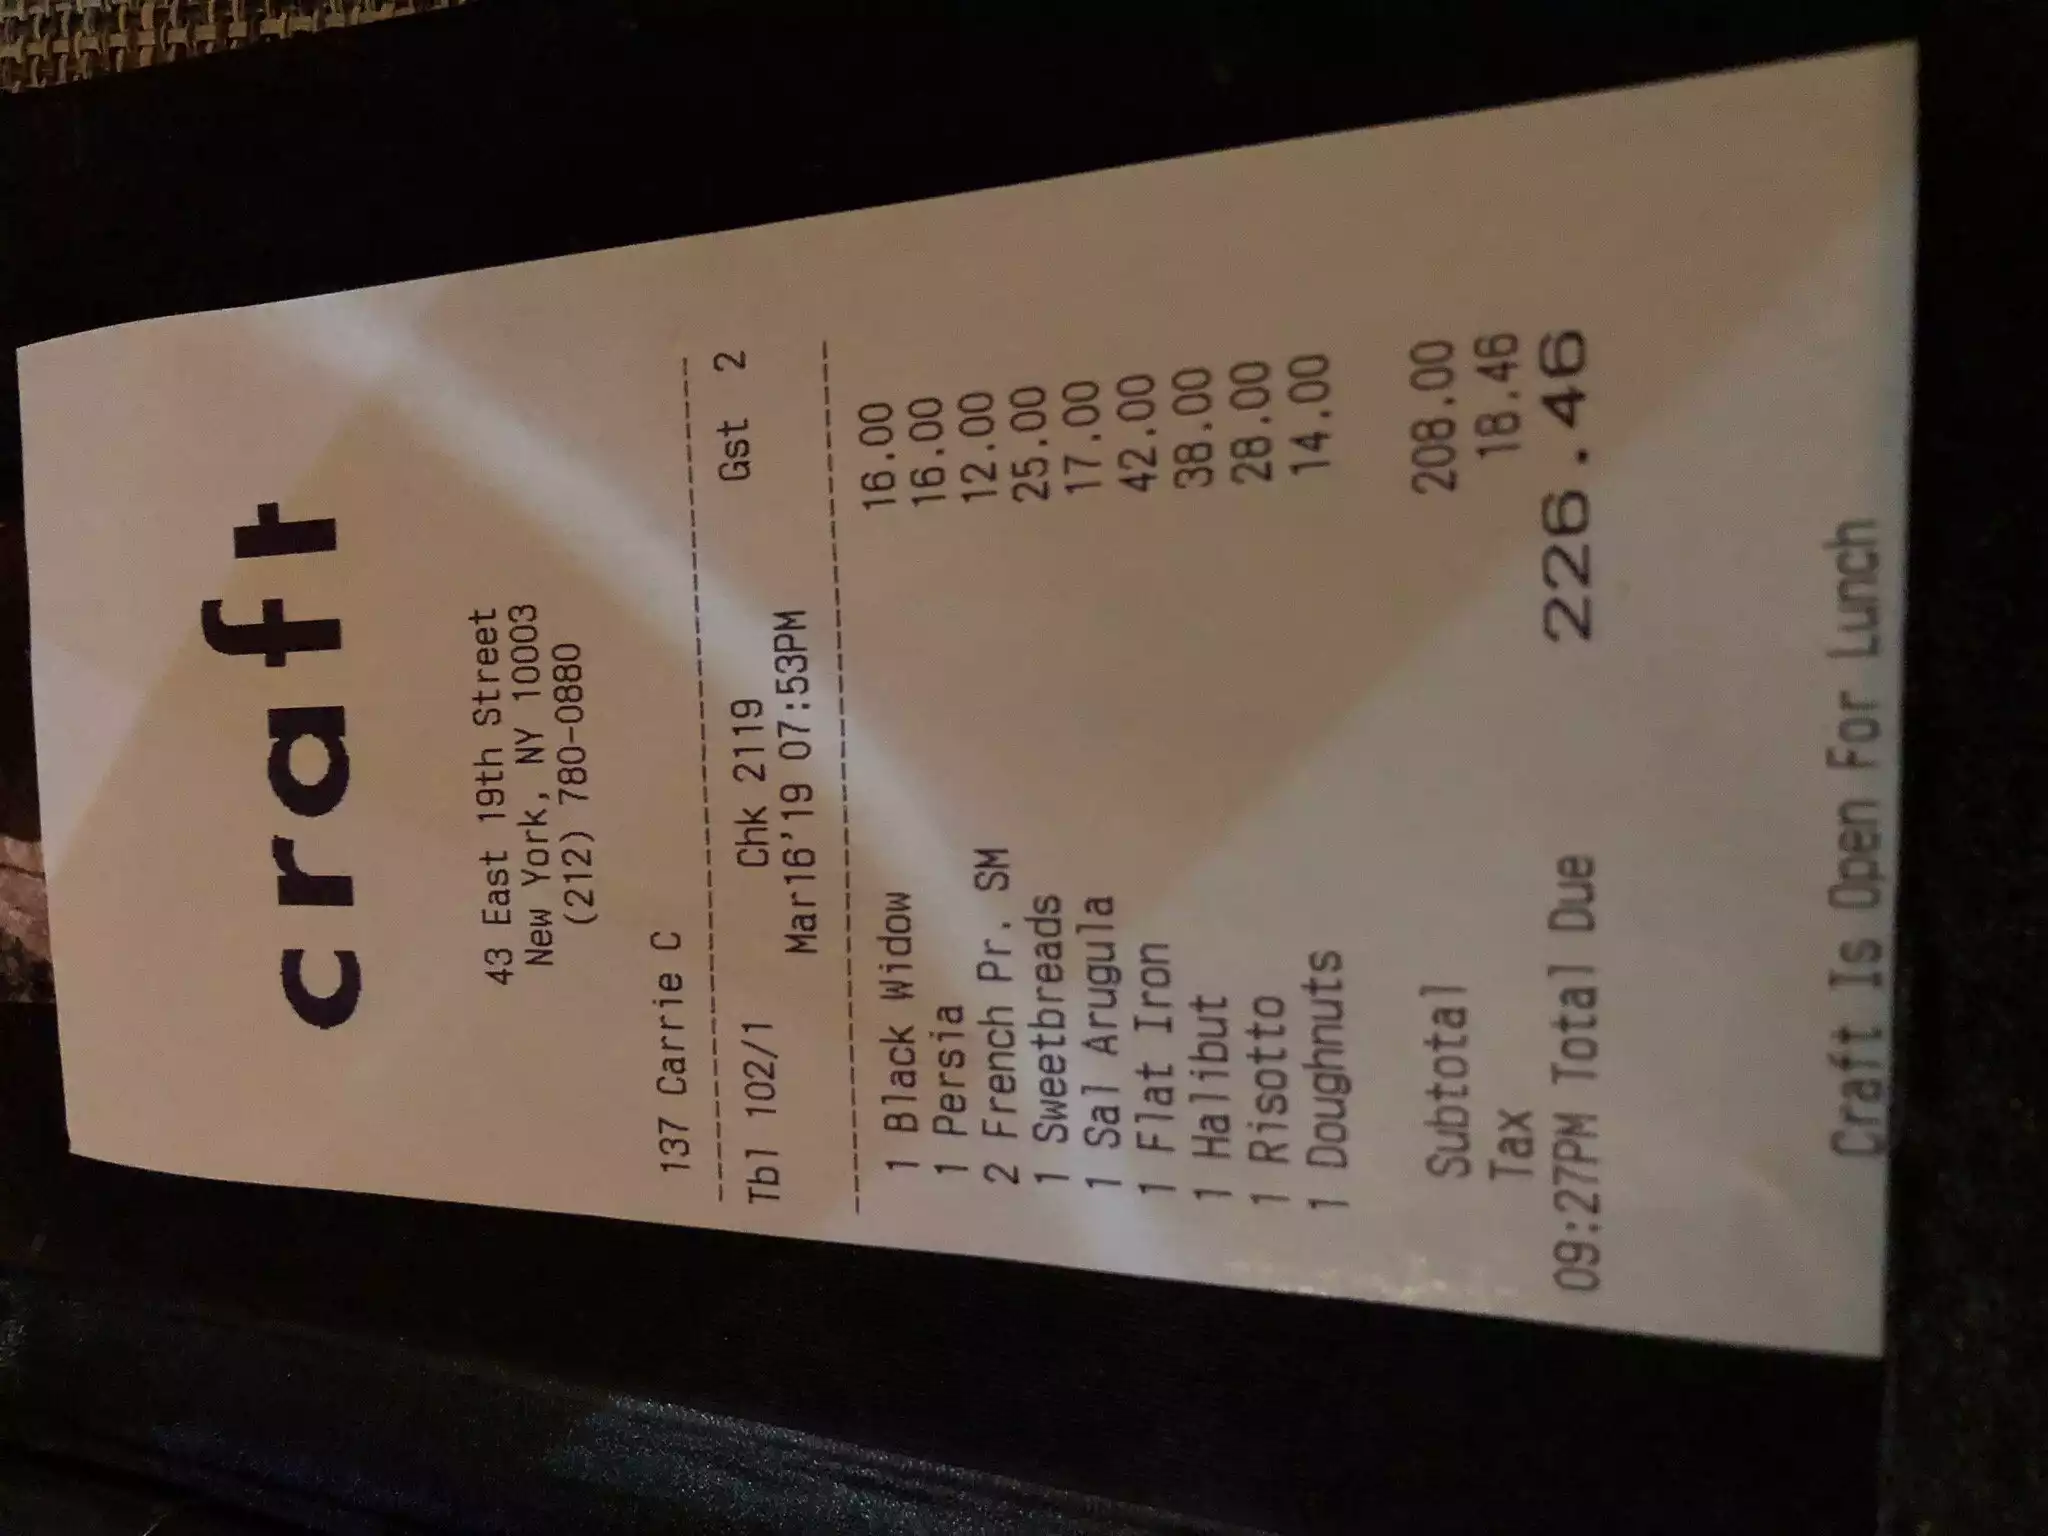 craft
43 East 19th Street
New York, NY 10003
(212) 780-0880
137 Carrie C
Tbl 102/1 Chk 2119 Gst 2
Mar16'19 07:53PM
1 Black Widow 16.00
1 Persia 16.00
2 French Pr. SM 12.00
1 Sweetbreads 25.00
1 Sal Arugula 17.00
1 Flat Iron 42.00
1 Halibut 38.00
1 Risotto 28.00
1 Doughnuts 14.00
Subtotal 208.00
Tax 18.46
09:27PM Total Due 226.46
Craft Is Open For Lunch